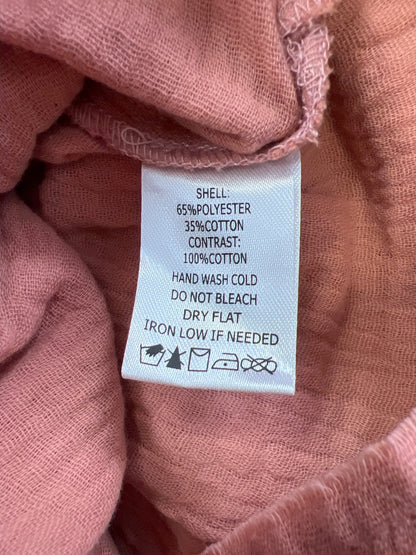 SHELL:
65%POLYESTER
35%COTTON
CONTRAST:
100%COTTON
HAND WASH COLD
DO NOT BLEACH
DRY FLAT
IRON LOW IF NEEDED